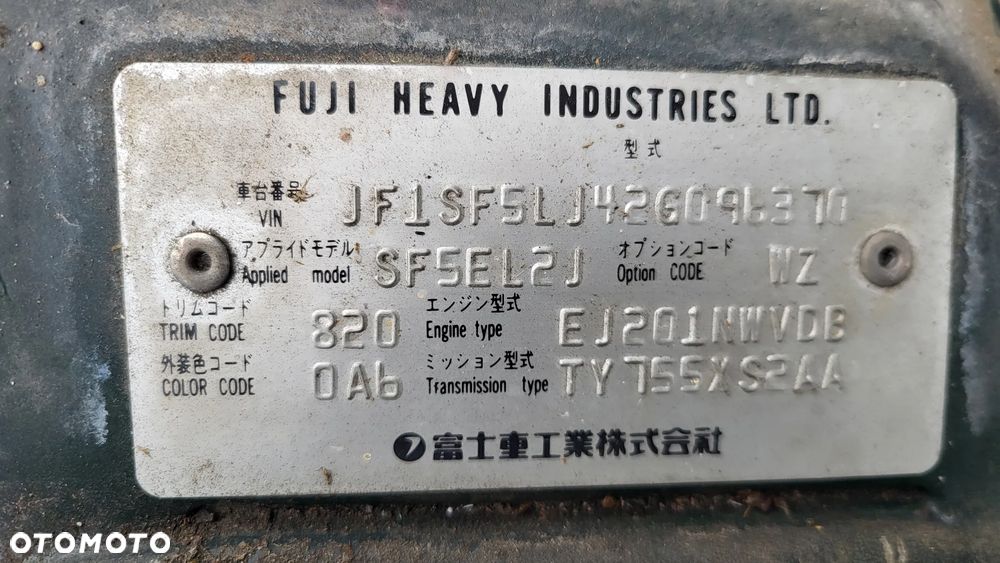 FUJI HEAVY INDUSTRIES LTD.
型式
車台番号
VIN JF1SF5LJ42G096370
アプライドモデル オプションコード
Applied model SF5EL2J Option CODE WZ
トリムコード エンジン型式
TRIM CODE 820 Engine type EJ201NWVDB
外装色コード ミッション型式
COLOR CODE 0A6 Transmission type TY755XS2AA
富士重工業株式会社
OTOMOTO